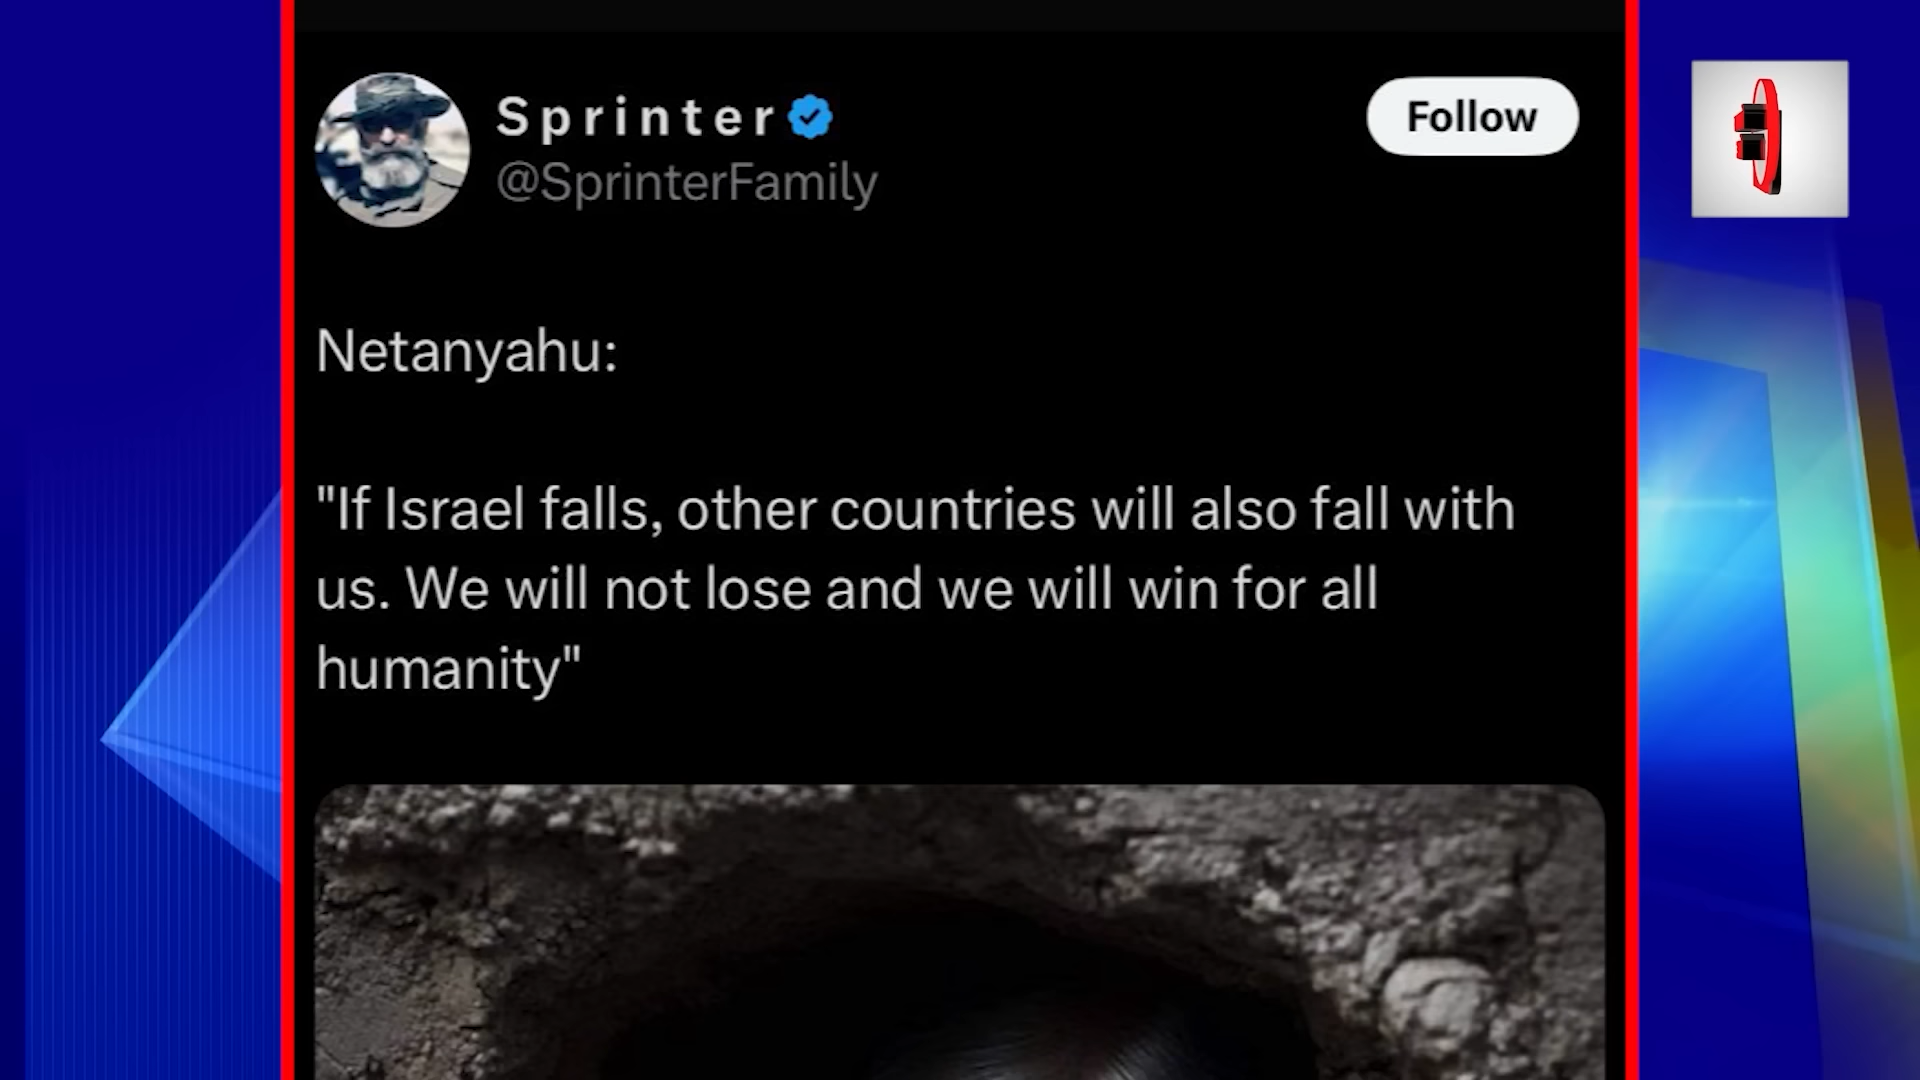 Sprinter
@SprinterFamily
Follow
Netanyahu:
"If Israel falls, other countries will also fall with
us. We will not lose and we will win for all
humanity"